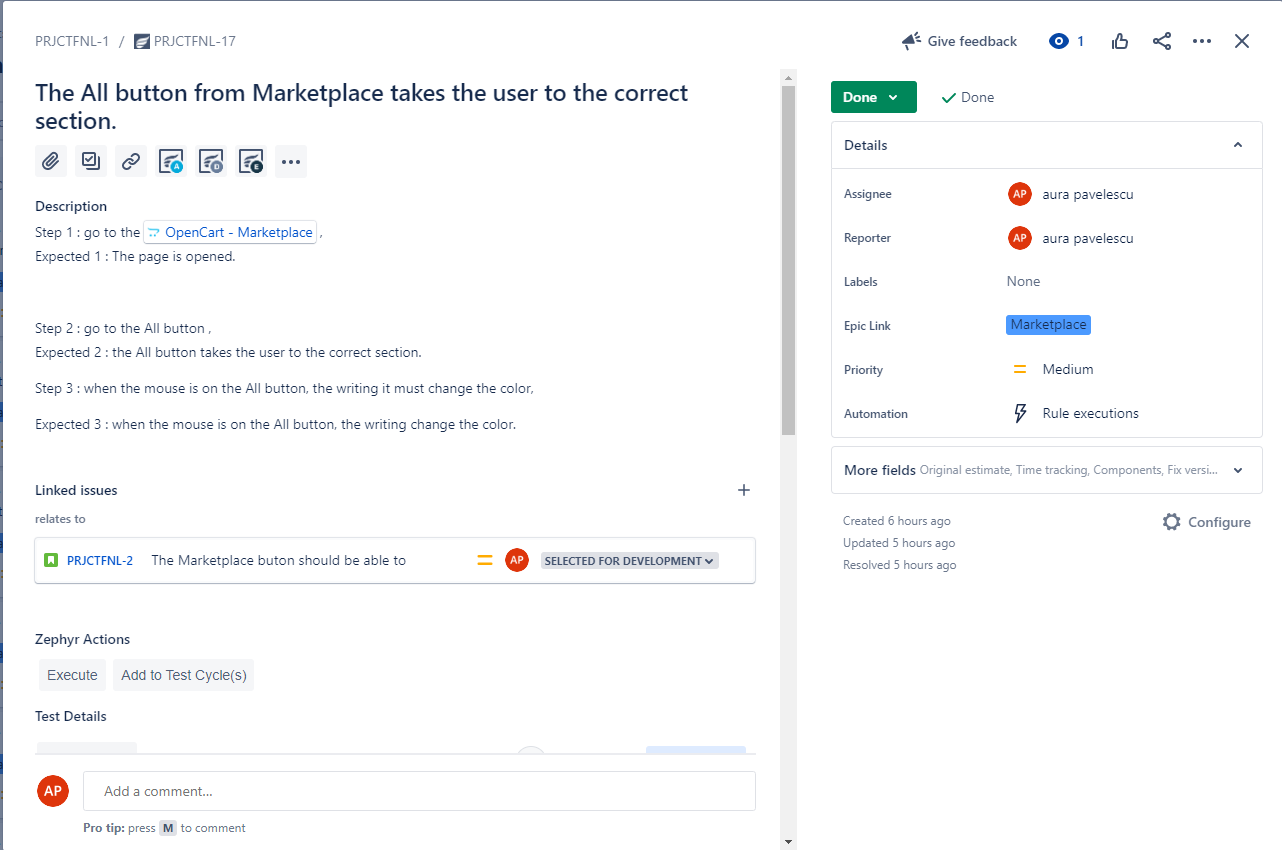 PRJCTFNL-1 / PRJCTFNL-17
Give feedback
1
The All button from Marketplace takes the user to the correct
section.
A
D
E
Description
Step 1 : go to the OpenCart - Marketplace ,
Expected 1 : The page is opened.
Step 2 : go to the All button ,
Expected 2 : the All button takes the user to the correct section.
Step 3 : when the mouse is on the All button, the writing it must change the color,
Expected 3 : when the mouse is on the All button, the writing change the color.
Linked issues
relates to
PRJCTFNL-2 The Marketplace buton should be able to AP SELECTED FOR DEVELOPMENT
Zephyr Actions
Execute Add to Test Cycle(s)
Test Details
AP Add a comment...
Pro tip: press M to comment
Done Done
Details
Assignee AP aura pavelescu
Reporter AP aura pavelescu
Labels None
Epic Link Marketplace
Priority Medium
Automation Rule executions
More fields Original estimate, Time tracking, Components, Fix versi...
Created 6 hours ago
Configure
Updated 5 hours ago
Resolved 5 hours ago